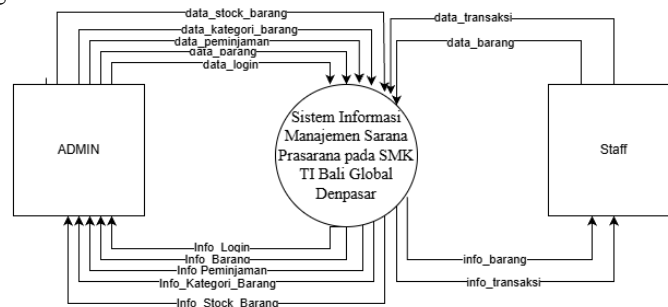 data_stock_barang
data_kategori_barang
data_peminjaman
data_barang
data_login
data_transaksi
data_barang
ADMIN
Sistem Informasi
Manajemen Sarana
Prasarana pada SMK
TI Bali Global
Denpasar
Staff
Info_Login
Info_Barang
Info Peminjaman
Info_Kategori_Barang
Info_Stock_Barang
info_barang
info_transaksi